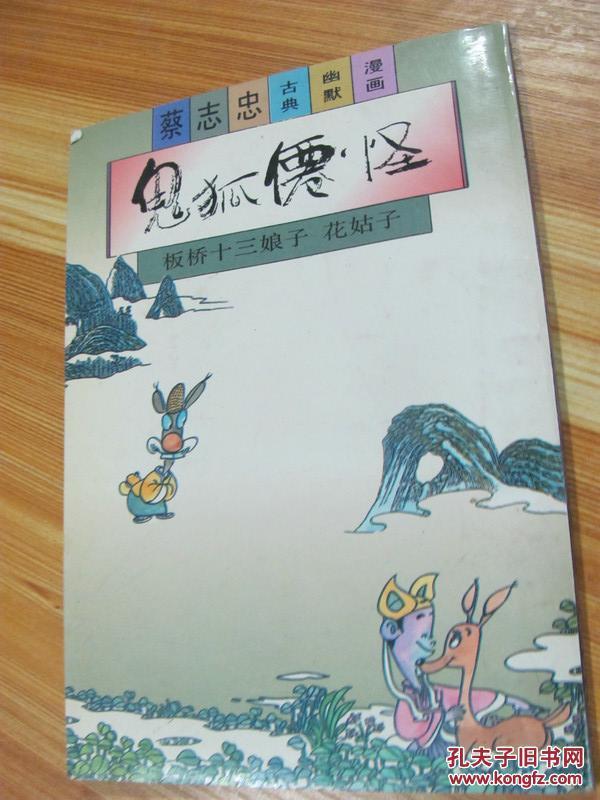 蔡志忠古典幽默漫画
鬼狐僊·怪
板桥十三娘子 花姑子
孔夫子旧书网
www.kongfz.com